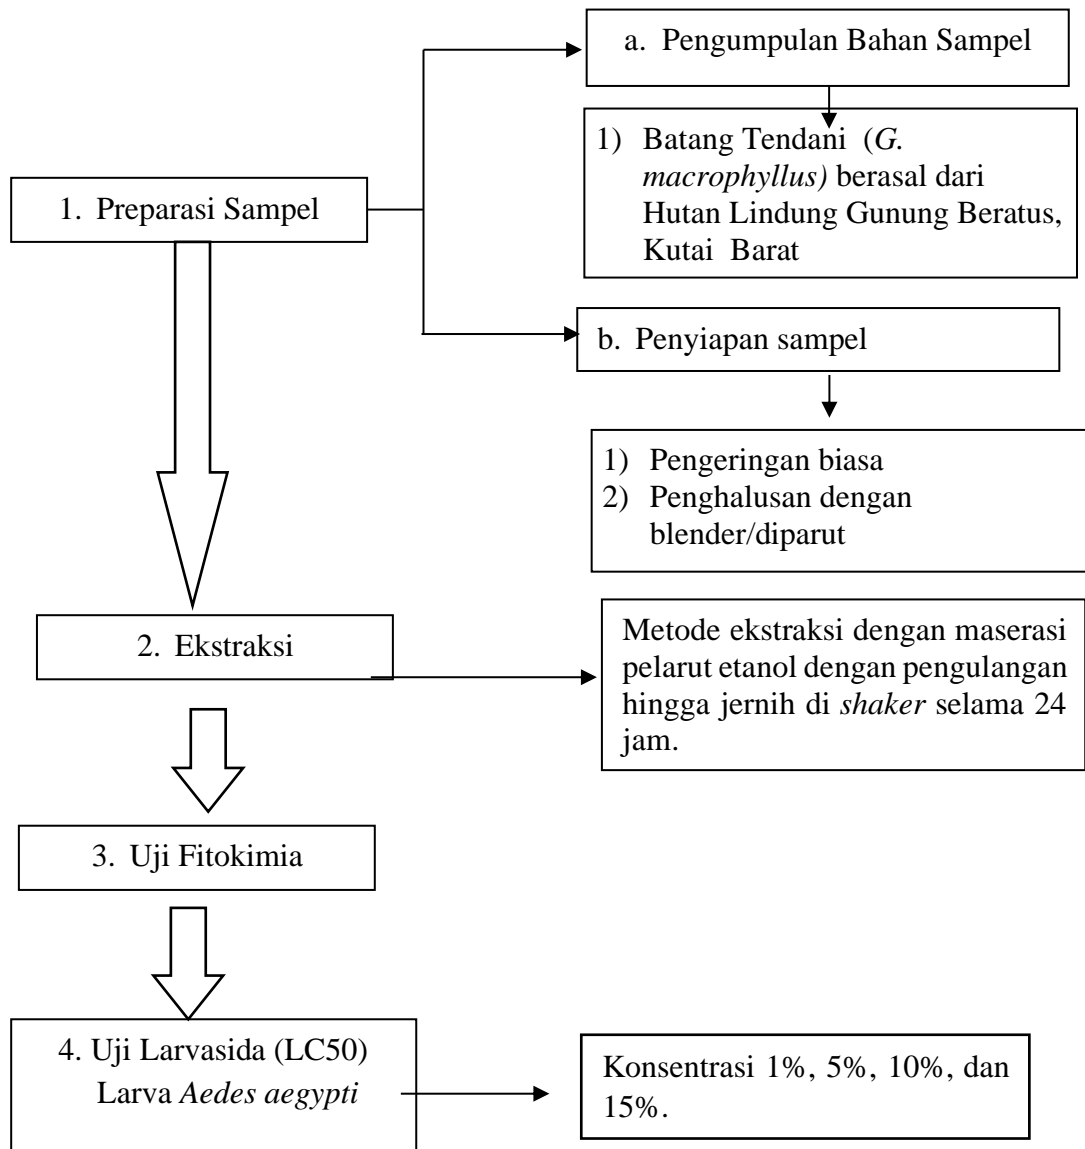 a. Pengumpulan Bahan Sampel
1) Batang Tendani (G.
macrophyllus) berasal dari
Hutan Lindung Gunung Beratus,
Kutai Barat
1. Preparasi Sampel
b. Penyiapan sampel
1) Pengeringan biasa
2) Penghalusan dengan
blender/diparut
2. Ekstraksi
Metode ekstraksi dengan maserasi
pelarut etanol dengan pengulangan
hingga jernih di shaker selama 24
jam.
3. Uji Fitokimia
4. Uji Larvasida (LC50)
Larva Aedes aegypti
Konsentrasi 1%, 5%, 10%, dan
15%.